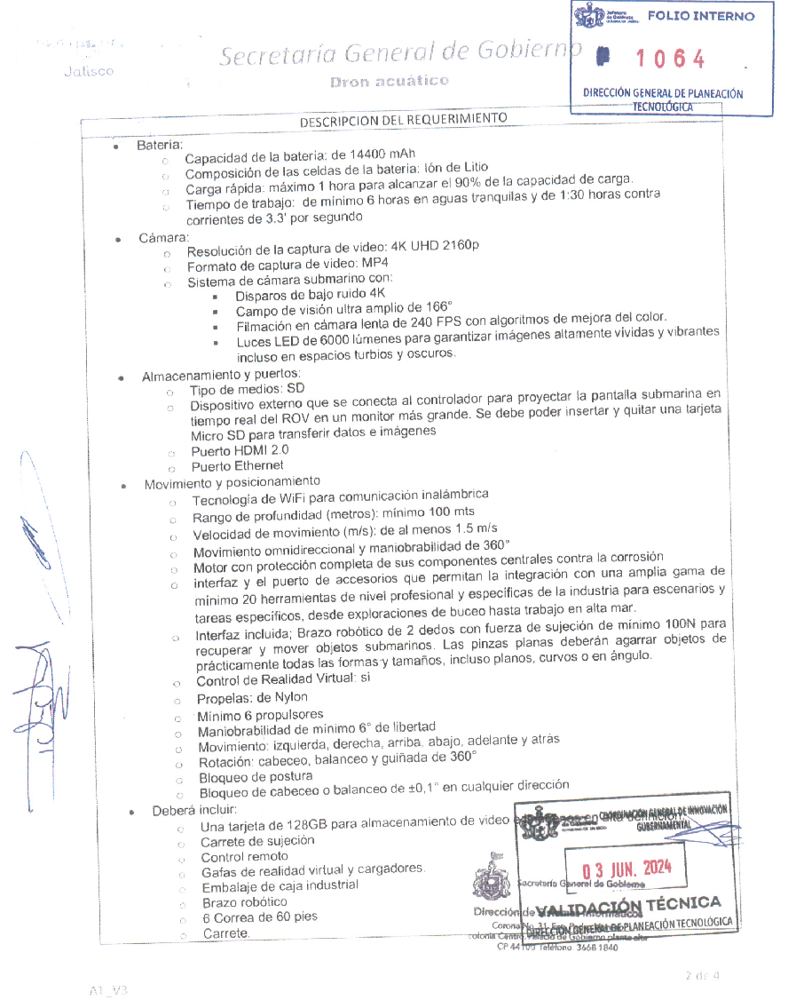 Jefatura
de Gabinete
FOLIO INTERNO
1064
DIRECCIÓN GENERAL DE PLANEACIÓN
TECNOLÓGICA
Jalisco
Secretaría General de Gobierno
Dron acuático
DESCRIPCION DEL REQUERIMIENTO
• Batería:
○ Capacidad de la batería: de 14400 mAh
○ Composición de las celdas de la batería: Ión de Litio
○ Carga rápida: máximo 1 hora para alcanzar el 90% de la capacidad de carga.
○ Tiempo de trabajo: de mínimo 6 horas en aguas tranquilas y de 1:30 horas contra
corrientes de 3.3' por segundo
• Cámara:
○ Resolución de la captura de video: 4K UHD 2160p
○ Formato de captura de video: MP4
○ Sistema de cámara submarino con:
▪ Disparos de bajo ruido 4K
▪ Campo de visión ultra amplio de 166°
▪ Filmación en cámara lenta de 240 FPS con algoritmos de mejora del color.
▪ Luces LED de 6000 lúmenes para garantizar imágenes altamente vívidas y vibrantes
incluso en espacios turbios y oscuros.
• Almacenamiento y puertos:
○ Tipo de medios: SD
○ Dispositivo externo que se conecta al controlador para proyectar la pantalla submarina en
tiempo real del ROV en un monitor más grande. Se debe poder insertar y quitar una tarjeta
Micro SD para transferir datos e imágenes
○ Puerto HDMI 2.0
○ Puerto Ethernet
• Movimiento y posicionamiento
○ Tecnología de WiFi para comunicación inalámbrica
○ Rango de profundidad (metros): mínimo 100 mts
○ Velocidad de movimiento (m/s): de al menos 1.5 m/s
○ Movimiento omnidireccional y maniobrabilidad de 360°
○ Motor con protección completa de sus componentes centrales contra la corrosión
○ interfaz y el puerto de accesorios que permitan la integración con una amplia gama de
mínimo 20 herramientas de nivel profesional y específicas de la industria para escenarios y
tareas específicos, desde exploraciones de buceo hasta trabajo en alta mar.
○ Interfaz incluida; Brazo robótico de 2 dedos con fuerza de sujeción de mínimo 100N para
recuperar y mover objetos submarinos. Las pinzas planas deberán agarrar objetos de
prácticamente todas las formas y tamaños, incluso planos, curvos o en ángulo.
○ Control de Realidad Virtual: si
○ Propelas: de Nylon
○ Mínimo 6 propulsores
○ Maniobrabilidad de mínimo 6° de libertad
○ Movimiento: izquierda, derecha, arriba, abajo, adelante y atrás
○ Rotación: cabeceo, balanceo y guiñada de 360°
○ Bloqueo de postura
○ Bloqueo de cabeceo o balanceo de ±0,1° en cualquier dirección
• Deberá incluir:
○ Una tarjeta de 128GB para almacenamiento de video en alta definición.
○ Carrete de sujeción
○ Control remoto
○ Gafas de realidad virtual y cargadores.
○ Embalaje de caja industrial
○ Brazo robótico
○ 6 Correa de 60 pies
○ Carrete.
COORDINACIÓN GENERAL DE INNOVACIÓN
GUBERNAMENTAL
03 JUN. 2024
VALIDACIÓN TÉCNICA
DIRECCIÓN GENERAL DE PLANEACIÓN TECNOLÓGICA
Secretaría General de Gobierno
Dirección de Informáticos
Corona No. 31,
colonia Centro, Palacio de Gobierno planta alta
CP 44100 Teléfono: 3668 1840
2 de 4
A1_V3